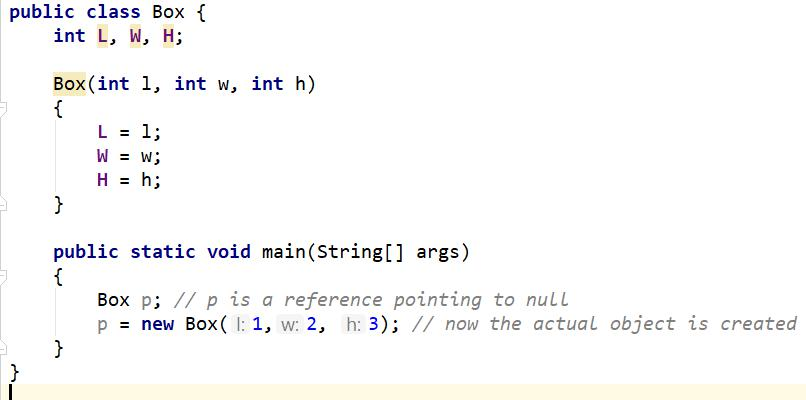 public class Box {
int L, W, H;
Box(int l, int w, int h)
{
L = l;
W = w;
H = h;
}
public static void main(String[] args)
{
Box p; // p is a reference pointing to null
p = new Box( l: 1, w: 2, h: 3); // now the actual object is created
}
}